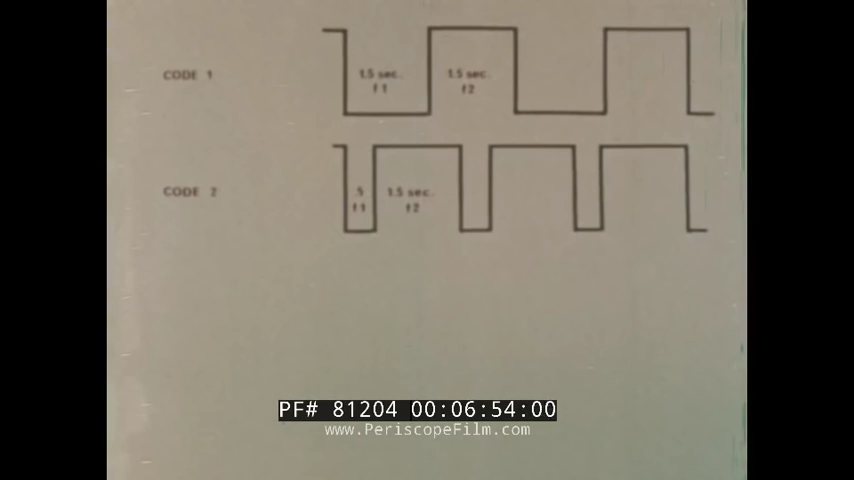 CODE 1
1.5 sec. 1.5 sec.
f1 f2
CODE 2
.5 1.5 sec.
f1 f2
PF# 81204 00:06:54:00
www.PeriscopeFilm.com